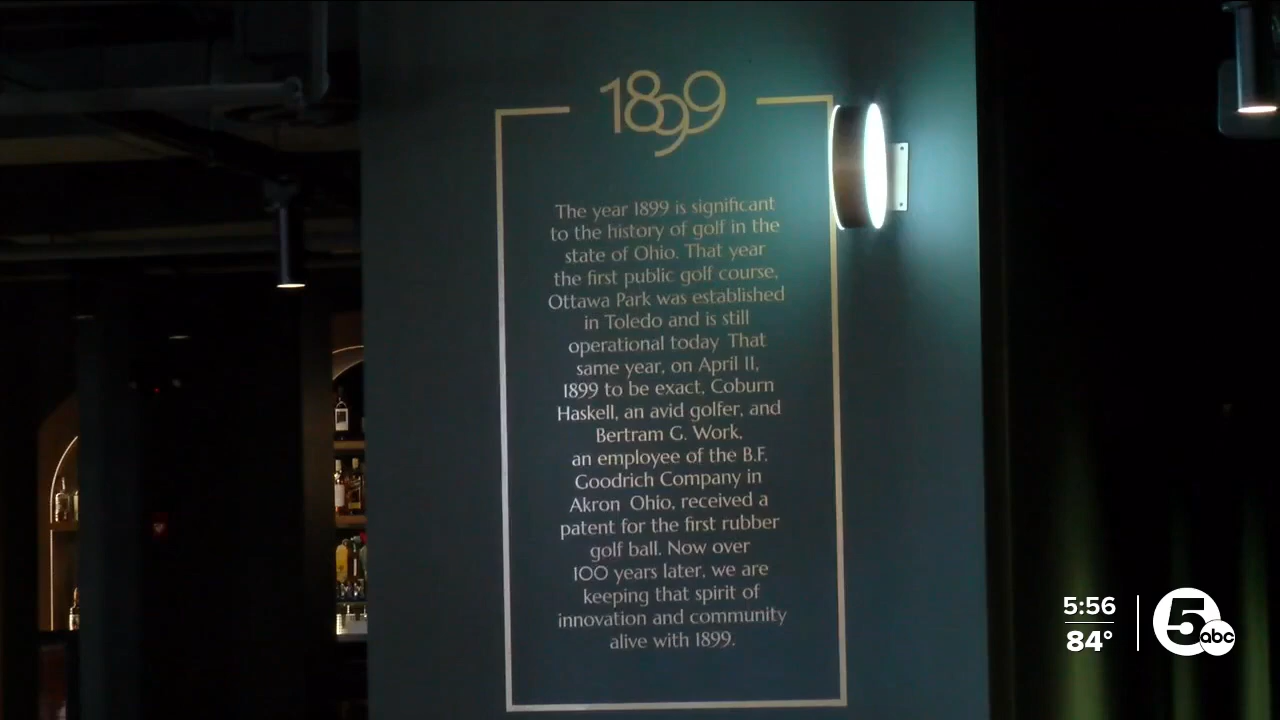 1899
The year 1899 is significant
to the history of golf in the
state of Ohio. That year
the first public golf course,
Ottawa Park was established
in Toledo and is still
operational today That
same year, on April 11,
1899 to be exact, Coburn
Haskell, an avid golfer, and
Bertram G. Work,
an employee of the B.F.
Goodrich Company in
Akron Ohio, received a
patent for the first rubber
golf ball. Now over
100 years later, we are
keeping that spirit of
innovation and community
alive with 1899.
5:56
84°
5 abc